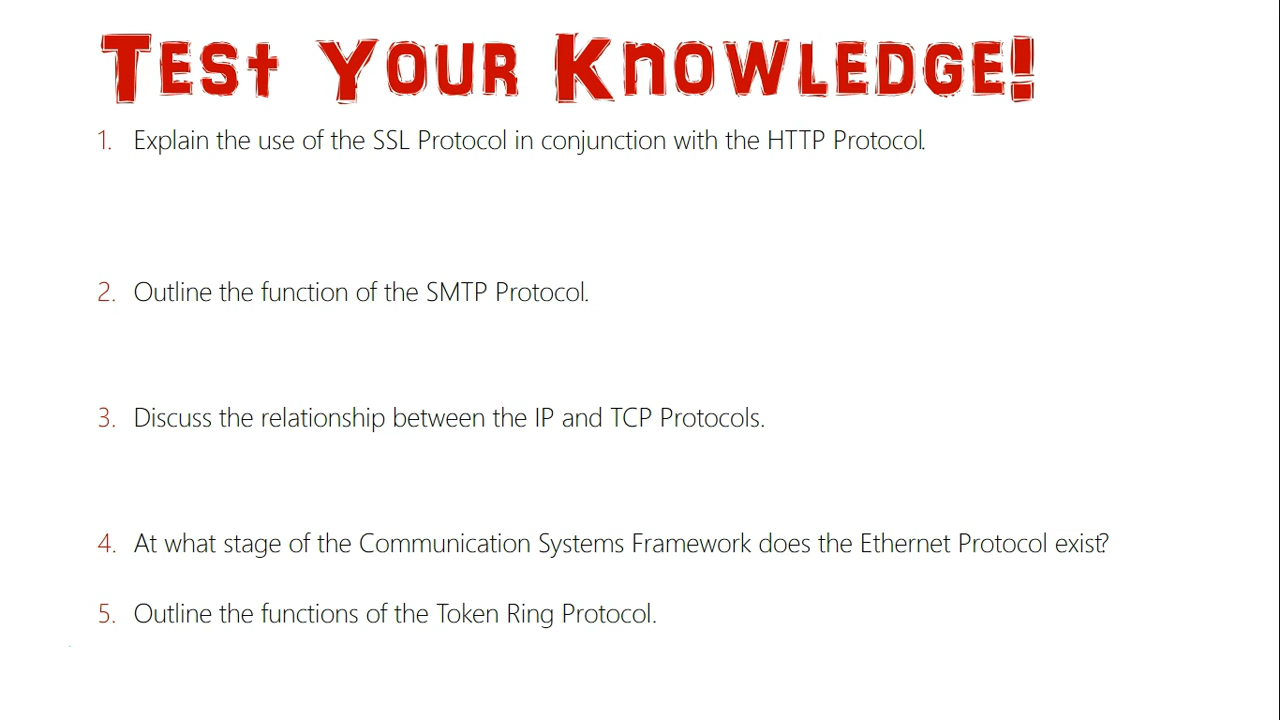 Test Your Knowledge!
1. Explain the use of the SSL Protocol in conjunction with the HTTP Protocol.
2. Outline the function of the SMTP Protocol.
3. Discuss the relationship between the IP and TCP Protocols.
4. At what stage of the Communication Systems Framework does the Ethernet Protocol exist?
5. Outline the functions of the Token Ring Protocol.